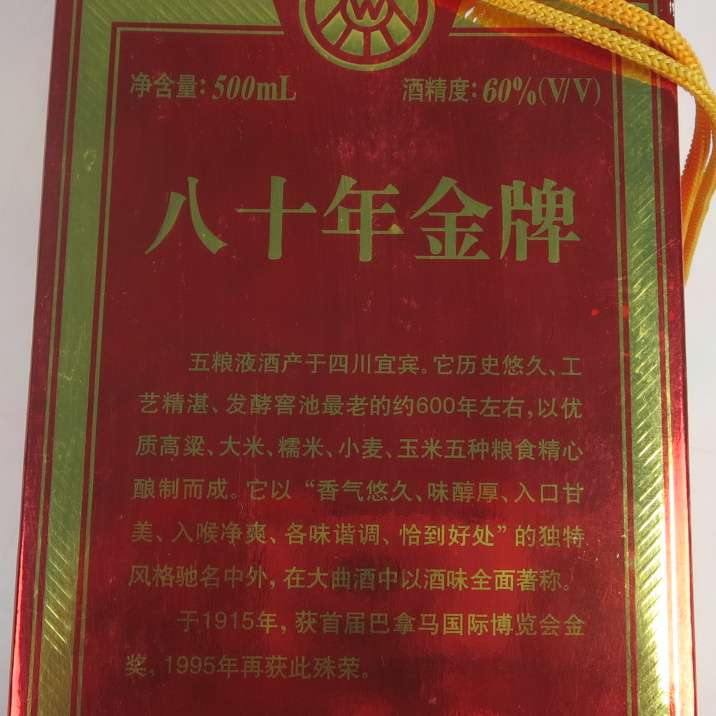 W
净含量:500mL 酒精度:60%(V/V)
八十年金牌
五粮液酒产于四川宜宾。它历史悠久、工
艺精湛、发酵窖池最老的约600年左右,以优
质高粱、大米、糯米、小麦、玉米五种粮食精心
酿制而成。它以“香气悠久、味醇厚、入口甘
美、入喉净爽、各味谐调、恰到好处”的独特
风格驰名中外,在大曲酒中以酒味全面著称。
于1915年,获首届巴拿马国际博览会金
奖,1995年再获此殊荣。